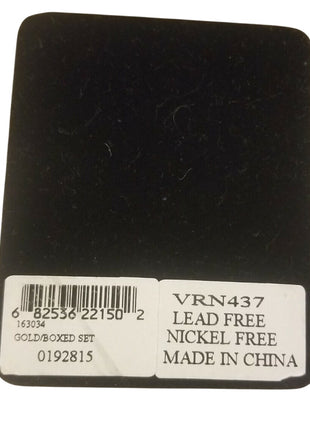 6 82536 22150 2
163034
GOLD/BOXED SET
0192815
VRN437
LEAD FREE
NICKEL FREE
MADE IN CHINA